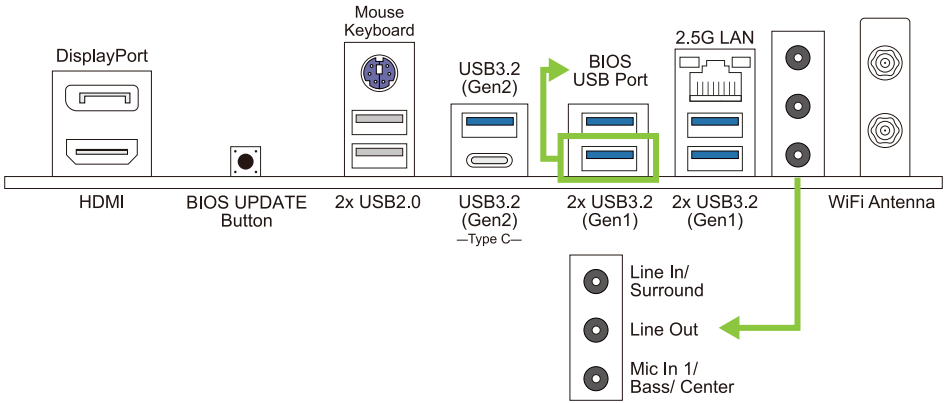 Mouse
Keyboard
DisplayPort
USB3.2
(Gen2)
BIOS
USB Port
2.5G LAN
HDMI
BIOS UPDATE
Button
2x USB2.0
USB3.2
(Gen2)
—Type C—
2x USB3.2
(Gen1)
2x USB3.2
(Gen1)
WiFi Antenna
Line In/
Surround
Line Out
Mic In 1/
Bass/ Center